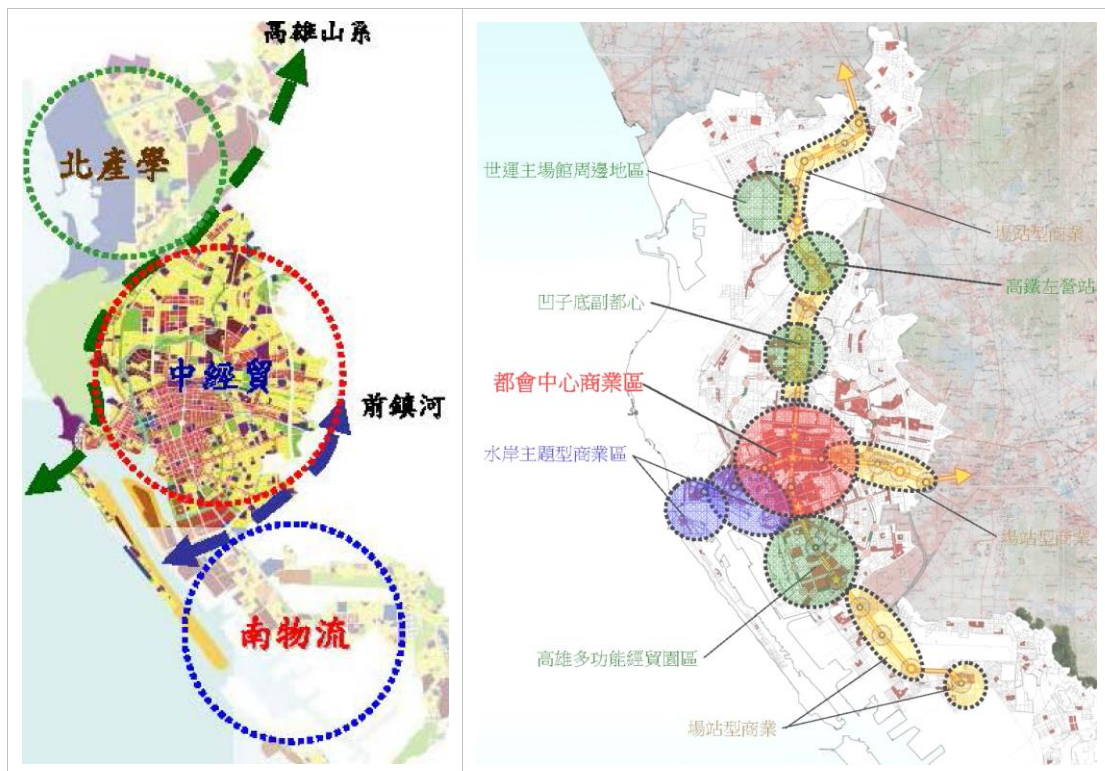 高雄山系
北產學
中經貿
前鎮河
南物流
世運主場館周邊地區
場站型商業
高鐵左營站
凹子底副都心
都會中心商業區
水岸主題型商業區
場站型商業
高雄多功能經貿園區
場站型商業